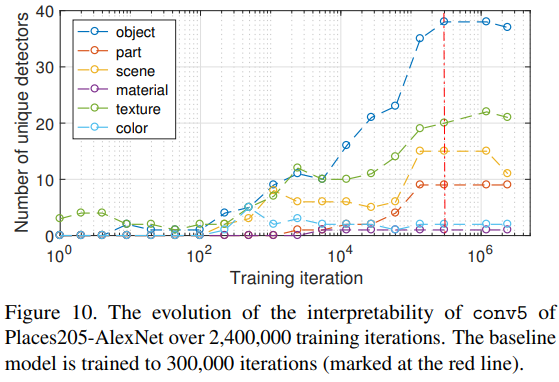 40
30
20
10
0
Number of unique detectors
object
part
scene
material
texture
color
10^0
10^2
10^4
10^6
Training iteration
Figure 10. The evolution of the interpretability of conv5 of
Places205-AlexNet over 2,400,000 training iterations. The baseline
model is trained to 300,000 iterations (marked at the red line).